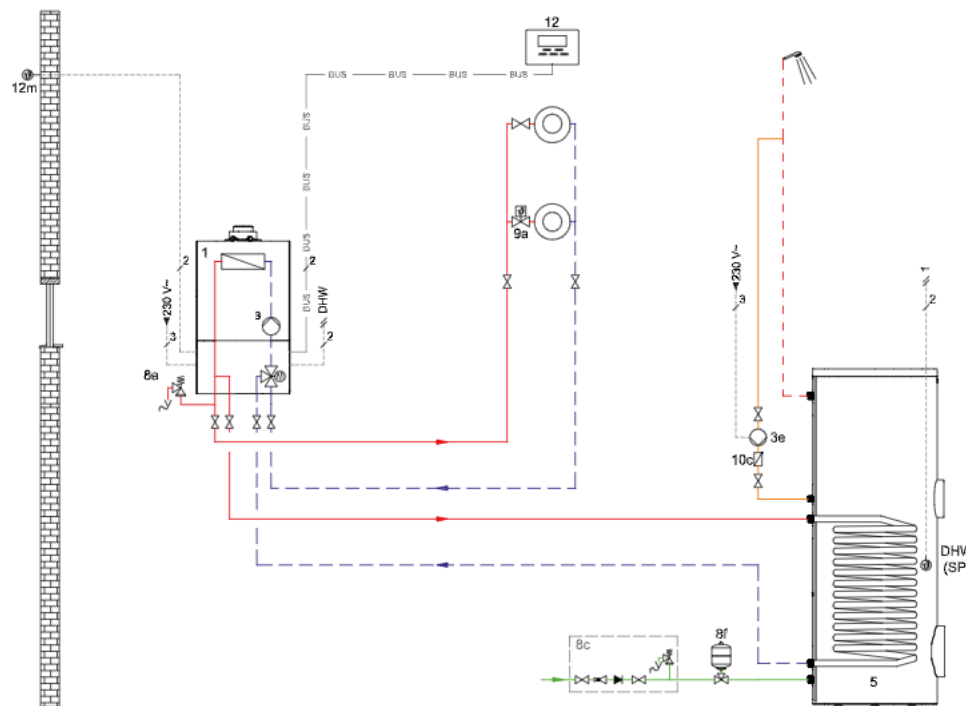 12
12m
BUS BUS BUS BUS
BUS
BUS
BUS
BUS
9a
1
2
2
230 V~
3
3
DHW
2
8a
230 V~
3
1
2
3e
10c
DHW
(SP
8c
8f
5